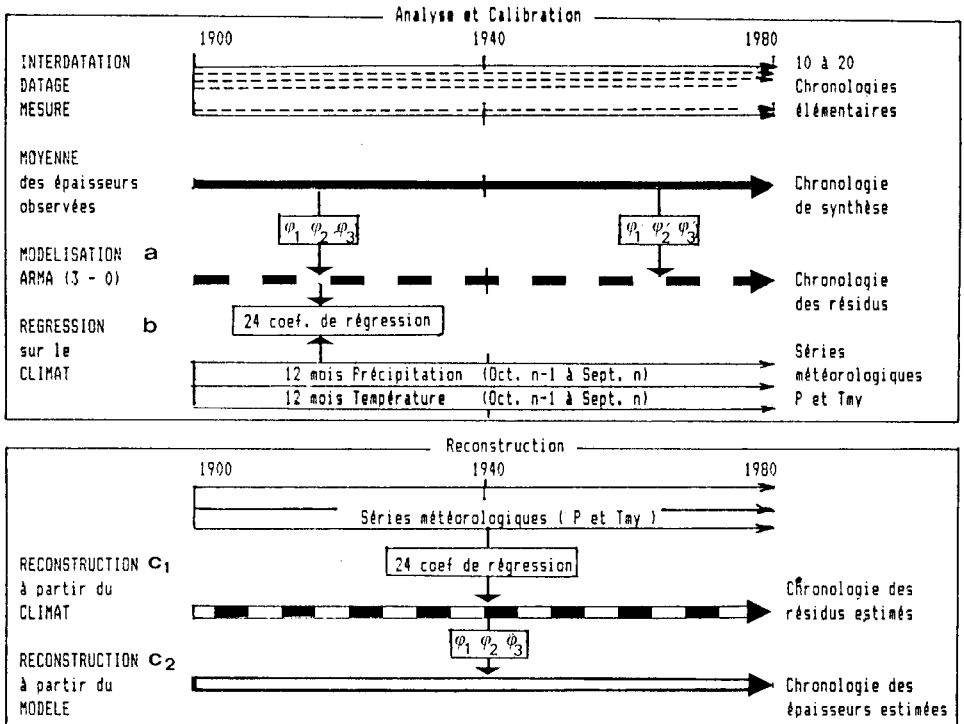 Analyse et Calibration
1900 1940 1980
INTERDATATION
DATAGE
MESURE
10 à 20
Chronologies
élémentaires
MOYENNE
des épaisseurs
observées
Chronologie
de synthèse
φ1 φ2 φ3
φ1 φ2′ φ3′
MODELISATION a
ARMA (3 - 0)
Chronologie
des résidus
REGRESSION b
sur le
CLIMAT
24 coef. de régression
12 mois Précipitation (Oct. n-1 à Sept. n)
12 mois Température (Oct. n-1 à Sept. n)
Séries
météorologiques
P et Tmy
Reconstruction
1900 1940 1980
Séries météorologiques ( P et Tmy )
24 coef de régression
RECONSTRUCTION C1
à partir du
CLIMAT
Chronologie des
résidus estimés
φ1 φ2 φ3
RECONSTRUCTION C2
à partir du
MODELE
Chronologie des
épaisseurs estimées